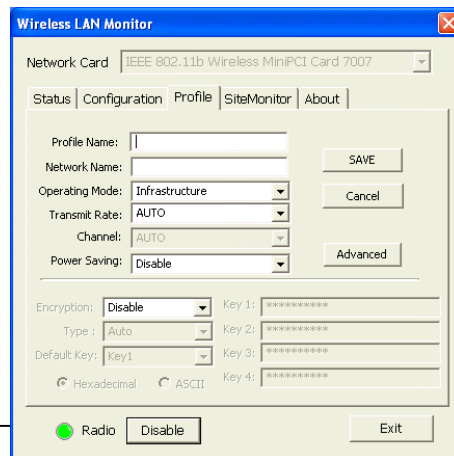 Wireless LAN Monitor
Network Card IEEE 802.11b Wireless MiniPCI Card 7007
Status Configuration Profile SiteMonitor About
Profile Name:
Network Name:
SAVE
Operating Mode: Infrastructure
Cancel
Transmit Rate: AUTO
Channel: AUTO
Power Saving: Disable
Advanced
Encryption: Disable Key 1: **********
Type : Auto Key 2: **********
Default Key: Key1 Key 3: **********
Hexadecimal ASCII Key 4: **********
Radio Disable Exit